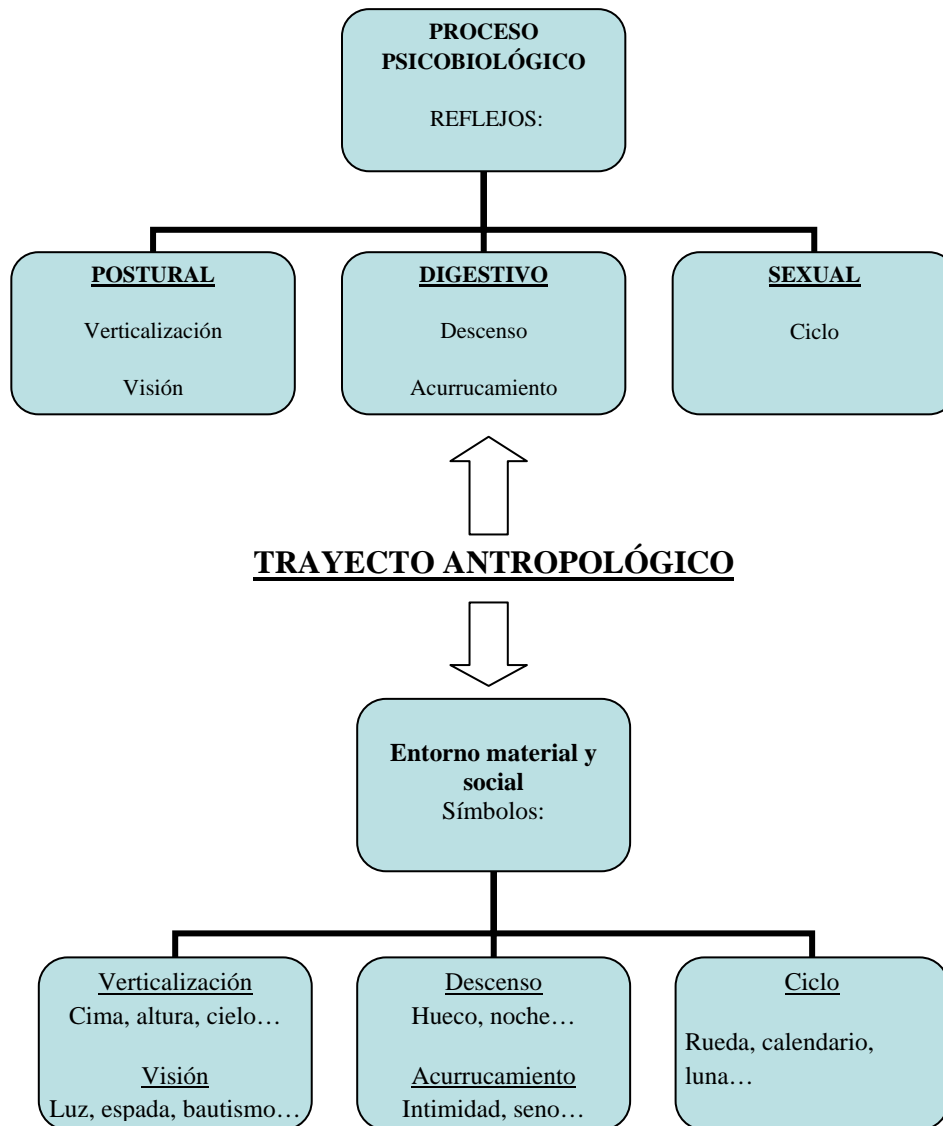 PROCESO
PSICOBIOLÓGICO
REFLEJOS:
POSTURAL
Verticalización
Visión
DIGESTIVO
Descenso
Acurrucamiento
SEXUAL
Ciclo
TRAYECTO ANTROPOLÓGICO
Entorno material y
social
Símbolos:
Verticalización
Cima, altura, cielo…
Visión
Luz, espada, bautismo…
Descenso
Hueco, noche…
Acurrucamiento
Intimidad, seno…
Ciclo
Rueda, calendario,
luna…